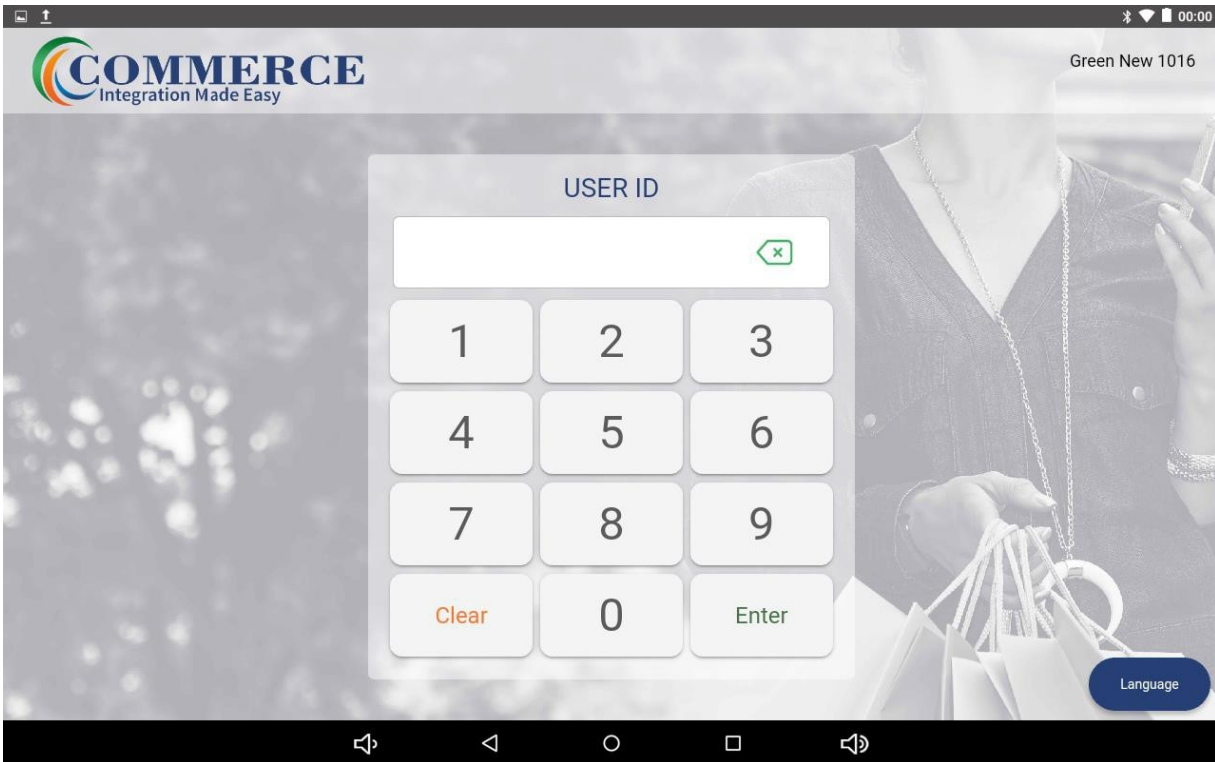 00:00
COMMERCE
Integration Made Easy
Green New 1016
USER ID
1 2 3
4 5 6
7 8 9
Clear 0 Enter
Language